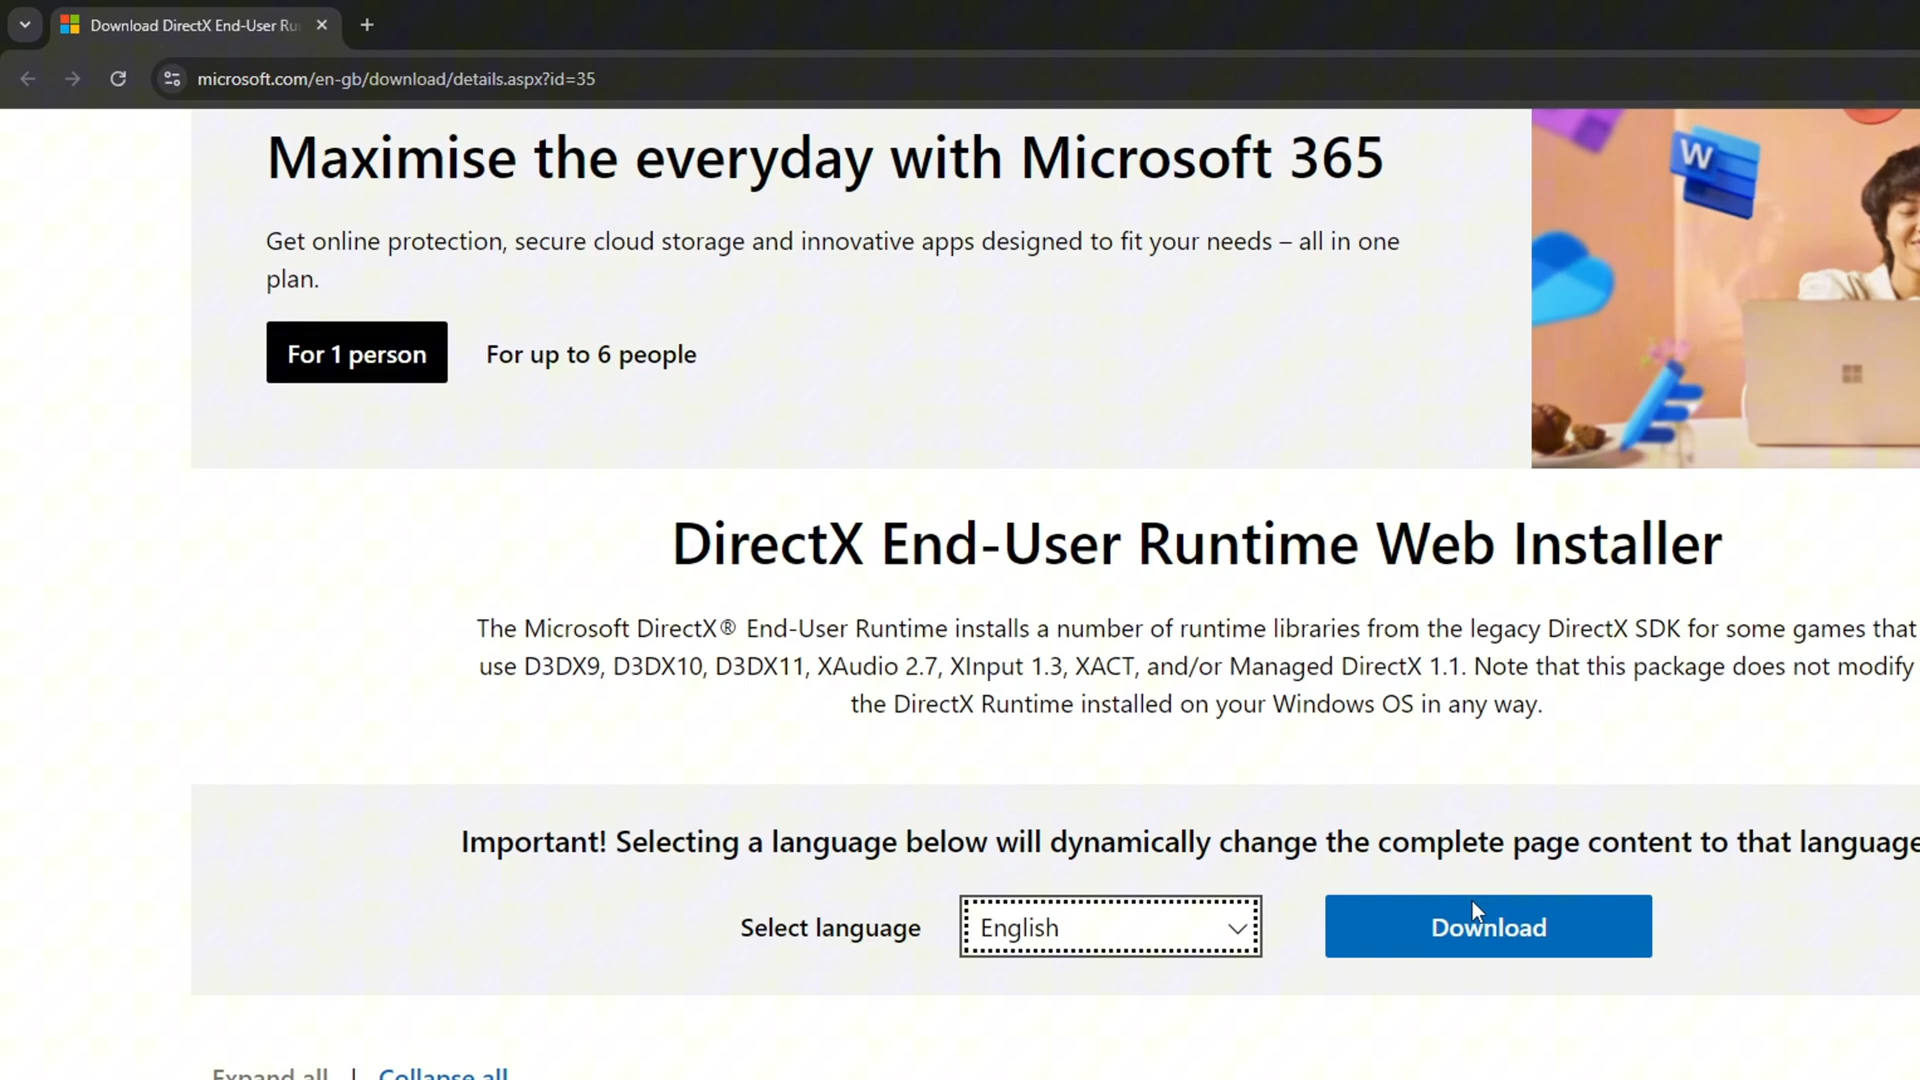 Download DirectX End-User Ru
microsoft.com/en-gb/download/details.aspx?id=35
Maximise the everyday with Microsoft 365
Get online protection, secure cloud storage and innovative apps designed to fit your needs – all in one
plan.
For 1 person
For up to 6 people
W
DirectX End-User Runtime Web Installer
The Microsoft DirectX® End-User Runtime installs a number of runtime libraries from the legacy DirectX SDK for some games that
use D3DX9, D3DX10, D3DX11, XAudio 2.7, XInput 1.3, XACT, and/or Managed DirectX 1.1. Note that this package does not modify
the DirectX Runtime installed on your Windows OS in any way.
Important! Selecting a language below will dynamically change the complete page content to that language
Select language
English
Download
Expand all | Collapse all